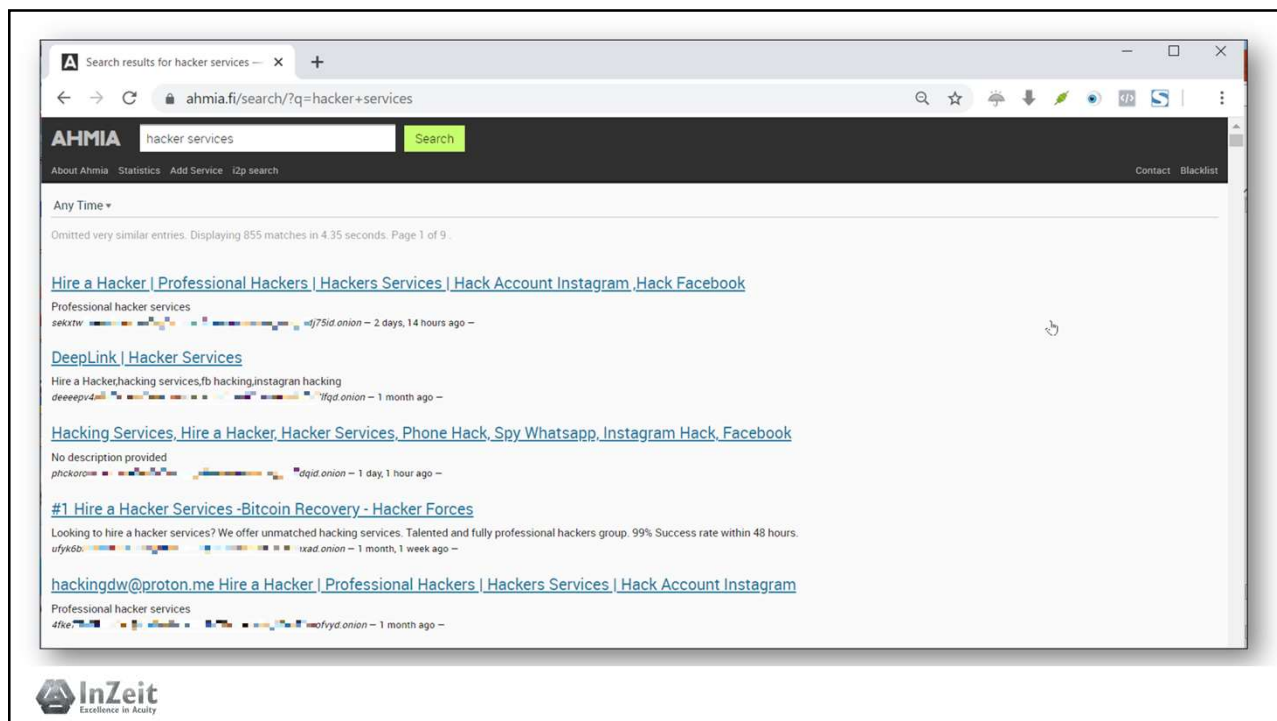 Search results for hacker services —
ahmia.fi/search/?q=hacker+services
AHMIA hacker services Search
About Ahmia Statistics Add Service i2p search Contact Blacklist
Any Time
Omitted very similar entries. Displaying 855 matches in 4.35 seconds. Page 1 of 9 .
Hire a Hacker | Professional Hackers | Hackers Services | Hack Account Instagram ,Hack Facebook
Professional hacker services
sekxtw tj75id.onion — 2 days, 14 hours ago —
DeepLink | Hacker Services
Hire a Hacker,hacking services,fb hacking,instagran hacking
deeeepv4 lfqd.onion — 1 month ago —
Hacking Services, Hire a Hacker, Hacker Services, Phone Hack, Spy Whatsapp, Instagram Hack, Facebook
No description provided
phckoro dqid.onion — 1 day, 1 hour ago —
#1 Hire a Hacker Services -Bitcoin Recovery - Hacker Forces
Looking to hire a hacker services? We offer unmatched hacking services. Talented and fully professional hackers group. 99% Success rate within 48 hours.
ufyk6b xad.onion — 1 month, 1 week ago —
hackingdw@proton.me Hire a Hacker | Professional Hackers | Hackers Services | Hack Account Instagram
Professional hacker services
4fke ofvyd.onion — 1 month ago —
InZeit
Excellence in Acuity